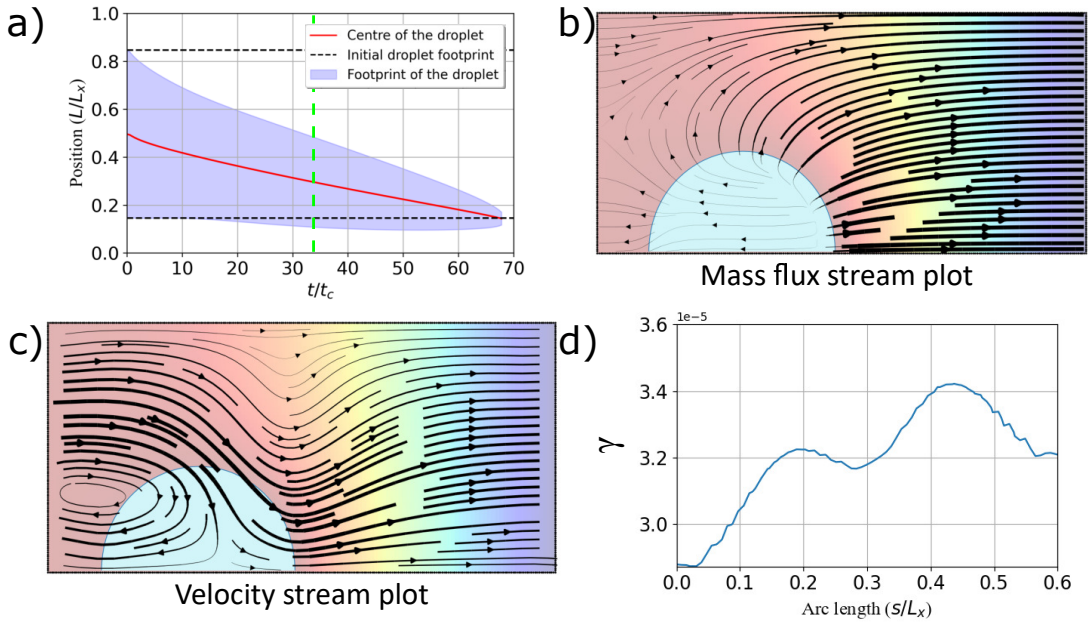 a)
1.0
0.8
0.6
0.4
0.2
0.0
Position (L/Lₓ)
Centre of the droplet
Initial droplet footprint
Footprint of the droplet
0 10 20 30 40 50 60 70
t/t_c
b)
Mass flux stream plot
c)
Velocity stream plot
d)
1e−5
3.6
3.4
3.2
3.0
γ
0.0 0.1 0.2 0.3 0.4 0.5 0.6
Arc length (s/Lₓ)